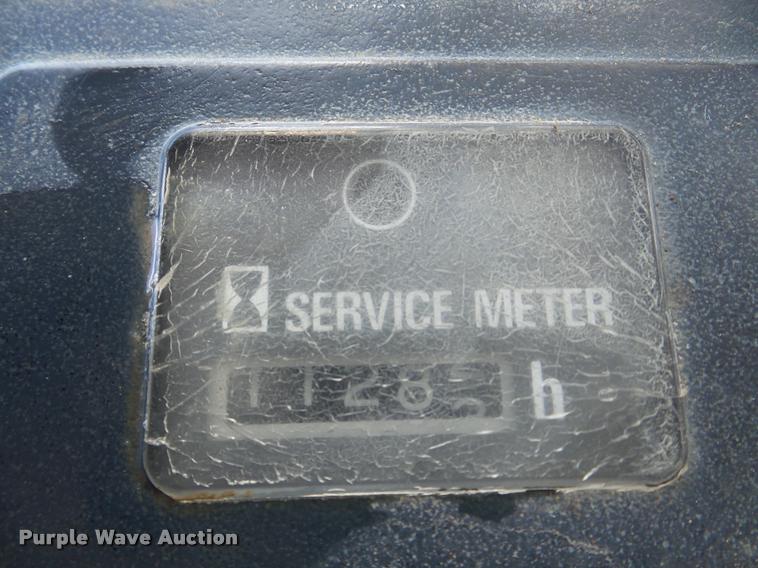 SERVICE METER
1128 h
Purple Wave Auction